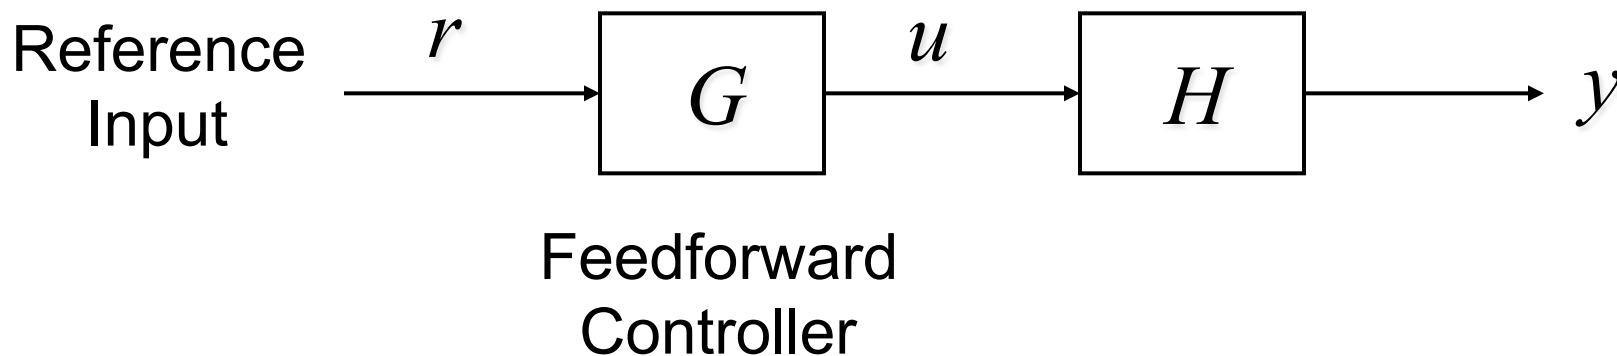 Reference
Input
r
G
u
H
y
Feedforward
Controller